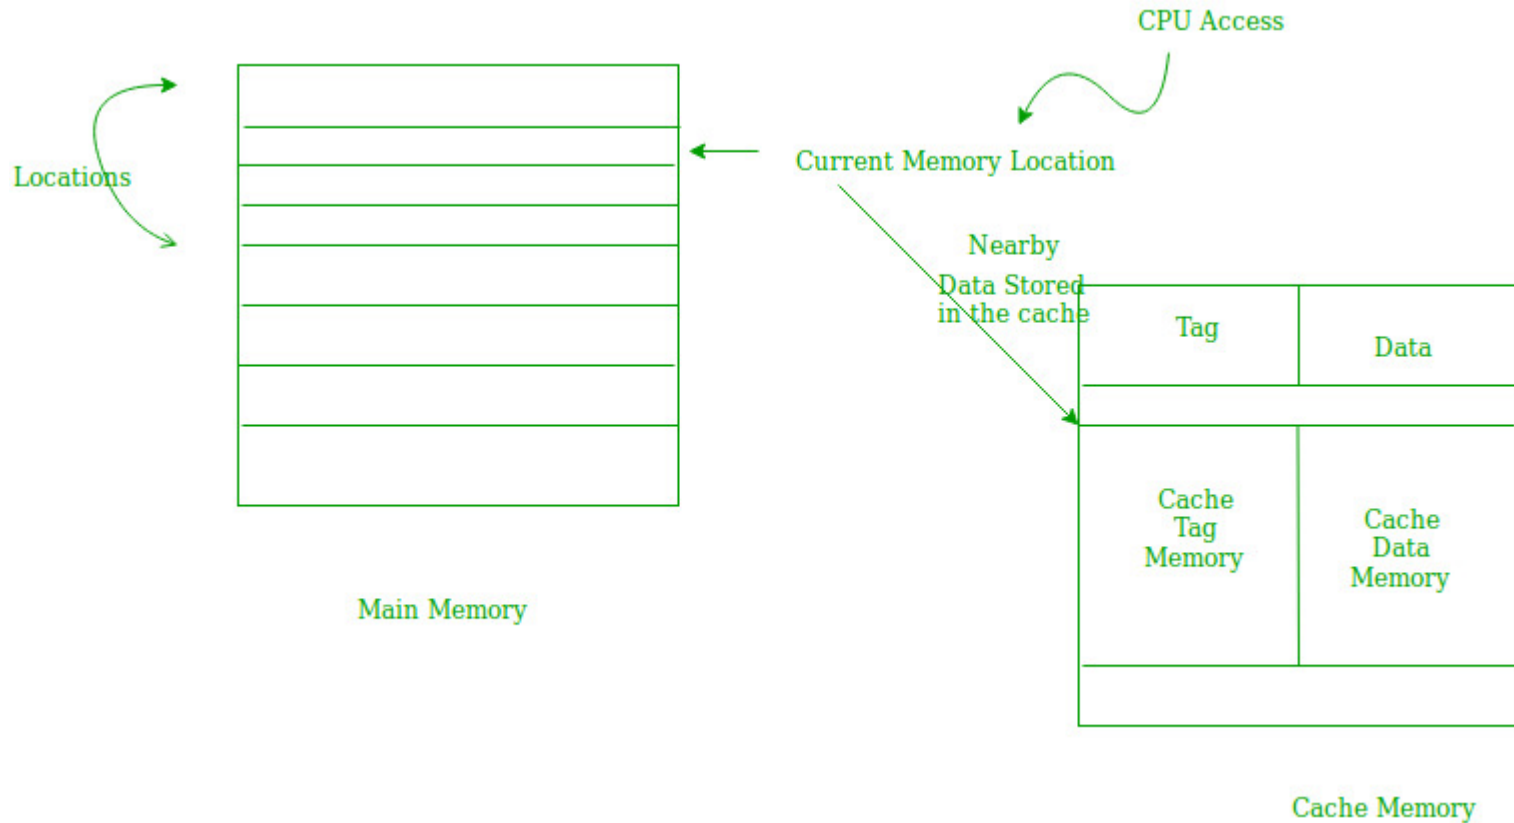 CPU Access
Locations
Current Memory Location
Nearby
Data Stored
in the cache
Tag
Data
Cache
Tag
Memory
Cache
Data
Memory
Main Memory
Cache Memory